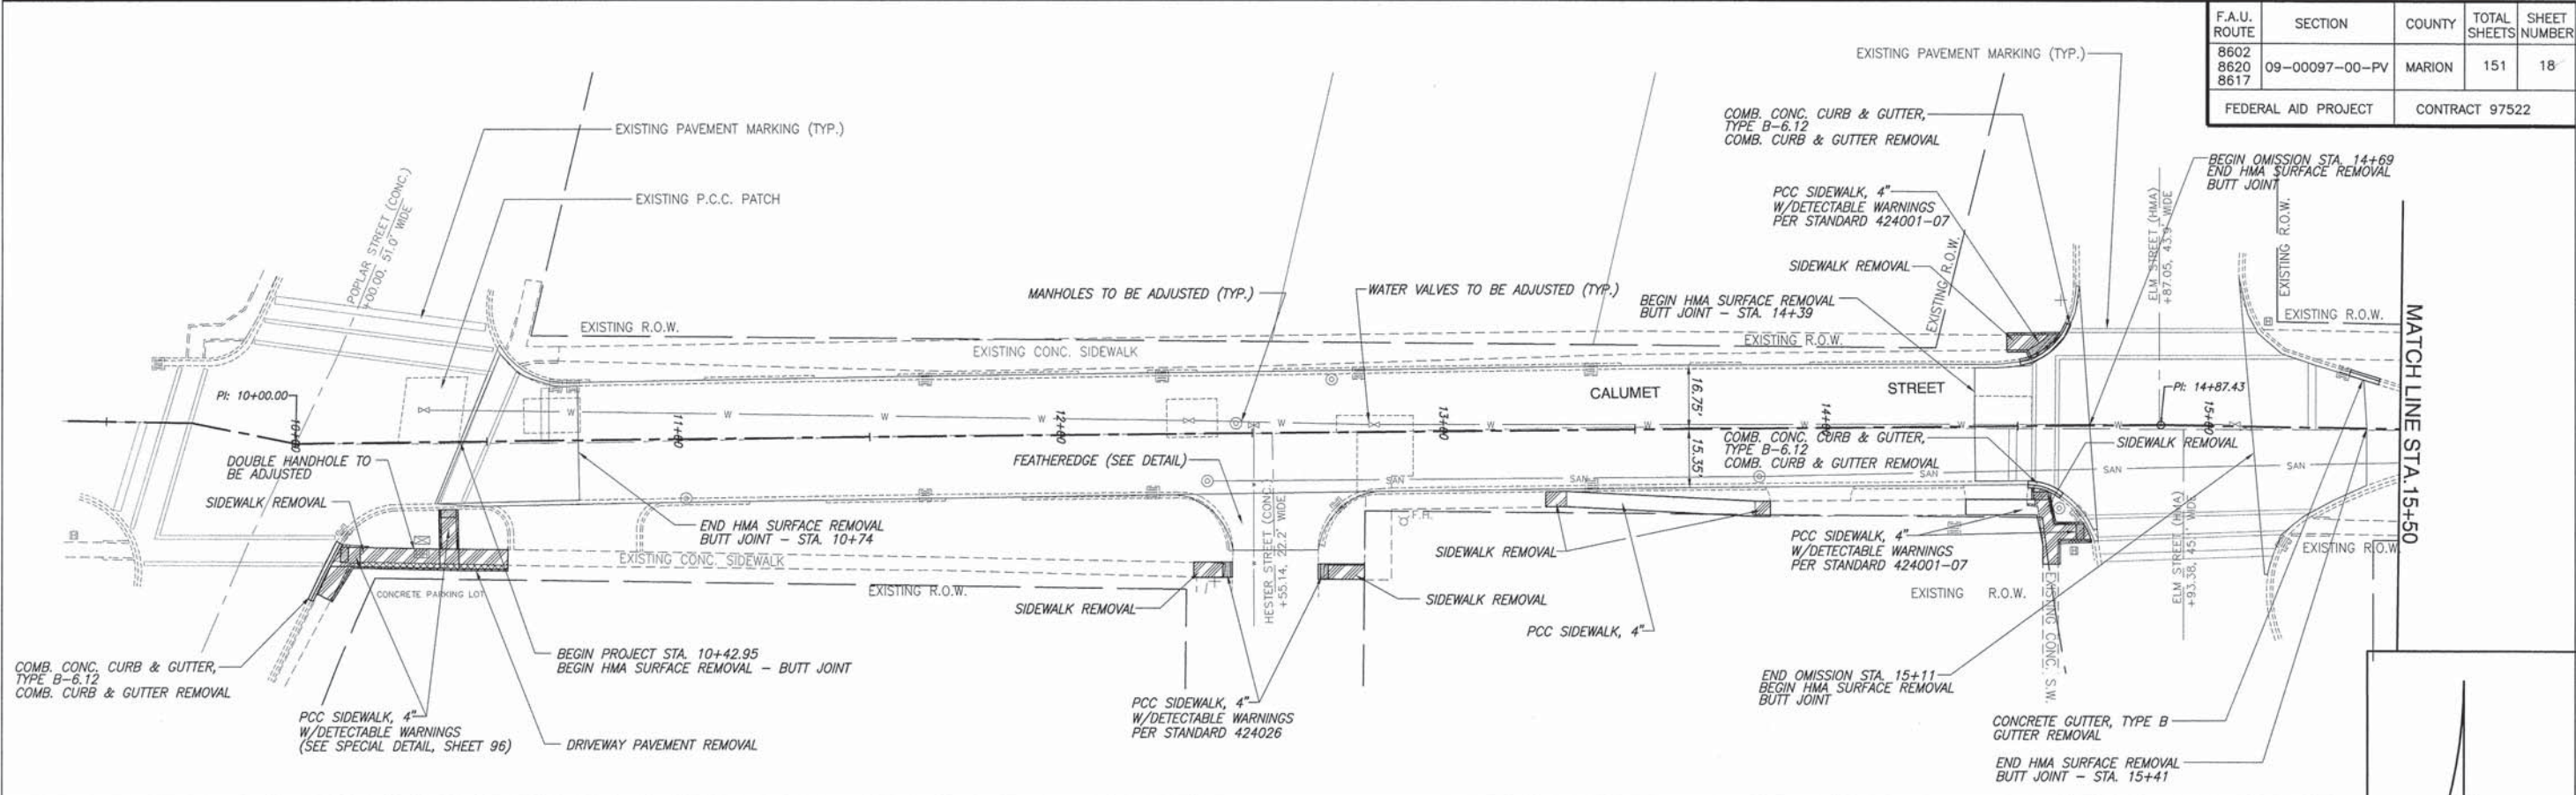 F.A.U. ROUTE
SECTION
COUNTY
TOTAL SHEETS
SHEET NUMBER
8602
8620
8617
09-00097-00-PV
MARION
151
18
FEDERAL AID PROJECT
CONTRACT 97522
EXISTING PAVEMENT MARKING (TYP.)
EXISTING PAVEMENT MARKING (TYP.)
EXISTING P.C.C. PATCH
POPLAR STREET (CONC.)
+00.00, 51.0' WIDE
COMB. CONC. CURB & GUTTER,
TYPE B-6.12
COMB. CURB & GUTTER REMOVAL
PCC SIDEWALK, 4"
W/DETECTABLE WARNINGS
PER STANDARD 424001-07
SIDEWALK REMOVAL
BEGIN HMA SURFACE REMOVAL
BUTT JOINT - STA. 14+39
EXISTING R.O.W.
BEGIN OMISSION STA. 14+69
END HMA SURFACE REMOVAL
BUTT JOINT
ELM STREET (HMA)
+87.05, 43.9' WIDE
EXISTING R.O.W.
EXISTING R.O.W.
MATCH LINE STA.15+50
MANHOLES TO BE ADJUSTED (TYP.)
WATER VALVES TO BE ADJUSTED (TYP.)
EXISTING R.O.W.
EXISTING CONC. SIDEWALK
EXISTING R.O.W.
CALUMET
STREET
16.75'
15.35'
PI: 10+00.00
PI: 14+87.43
10+00
11+00
12+00
13+00
14+00
15+00
W
W
W
W
W
W
W
W
W
W
DOUBLE HANDHOLE TO
BE ADJUSTED
SIDEWALK REMOVAL
FEATHEREDGE (SEE DETAIL)
COMB. CONC. CURB & GUTTER,
TYPE B-6.12
COMB. CURB & GUTTER REMOVAL
SIDEWALK REMOVAL
SAN
SAN
SAN
SAN
SAN
F.H.
END HMA SURFACE REMOVAL
BUTT JOINT - STA. 10+74
EXISTING CONC. SIDEWALK
CONCRETE PARKING LOT
EXISTING R.O.W.
SIDEWALK REMOVAL
HESTER STREET (CONC.)
+55.14, 22.2' WIDE
SIDEWALK REMOVAL
SIDEWALK REMOVAL
PCC SIDEWALK, 4"
PCC SIDEWALK, 4"
W/DETECTABLE WARNINGS
PER STANDARD 424001-07
EXISTING R.O.W.
EXISTING CONC. S.W.
ELM STREET (HMA)
+93.38, 45.1' WIDE
EXISTING R.O.W.
COMB. CONC. CURB & GUTTER,
TYPE B-6.12
COMB. CURB & GUTTER REMOVAL
BEGIN PROJECT STA. 10+42.95
BEGIN HMA SURFACE REMOVAL - BUTT JOINT
PCC SIDEWALK, 4"
W/DETECTABLE WARNINGS
(SEE SPECIAL DETAIL, SHEET 96)
DRIVEWAY PAVEMENT REMOVAL
PCC SIDEWALK, 4"
W/DETECTABLE WARNINGS
PER STANDARD 424026
END OMISSION STA. 15+11
BEGIN HMA SURFACE REMOVAL
BUTT JOINT
CONCRETE GUTTER, TYPE B
GUTTER REMOVAL
END HMA SURFACE REMOVAL
BUTT JOINT - STA. 15+41